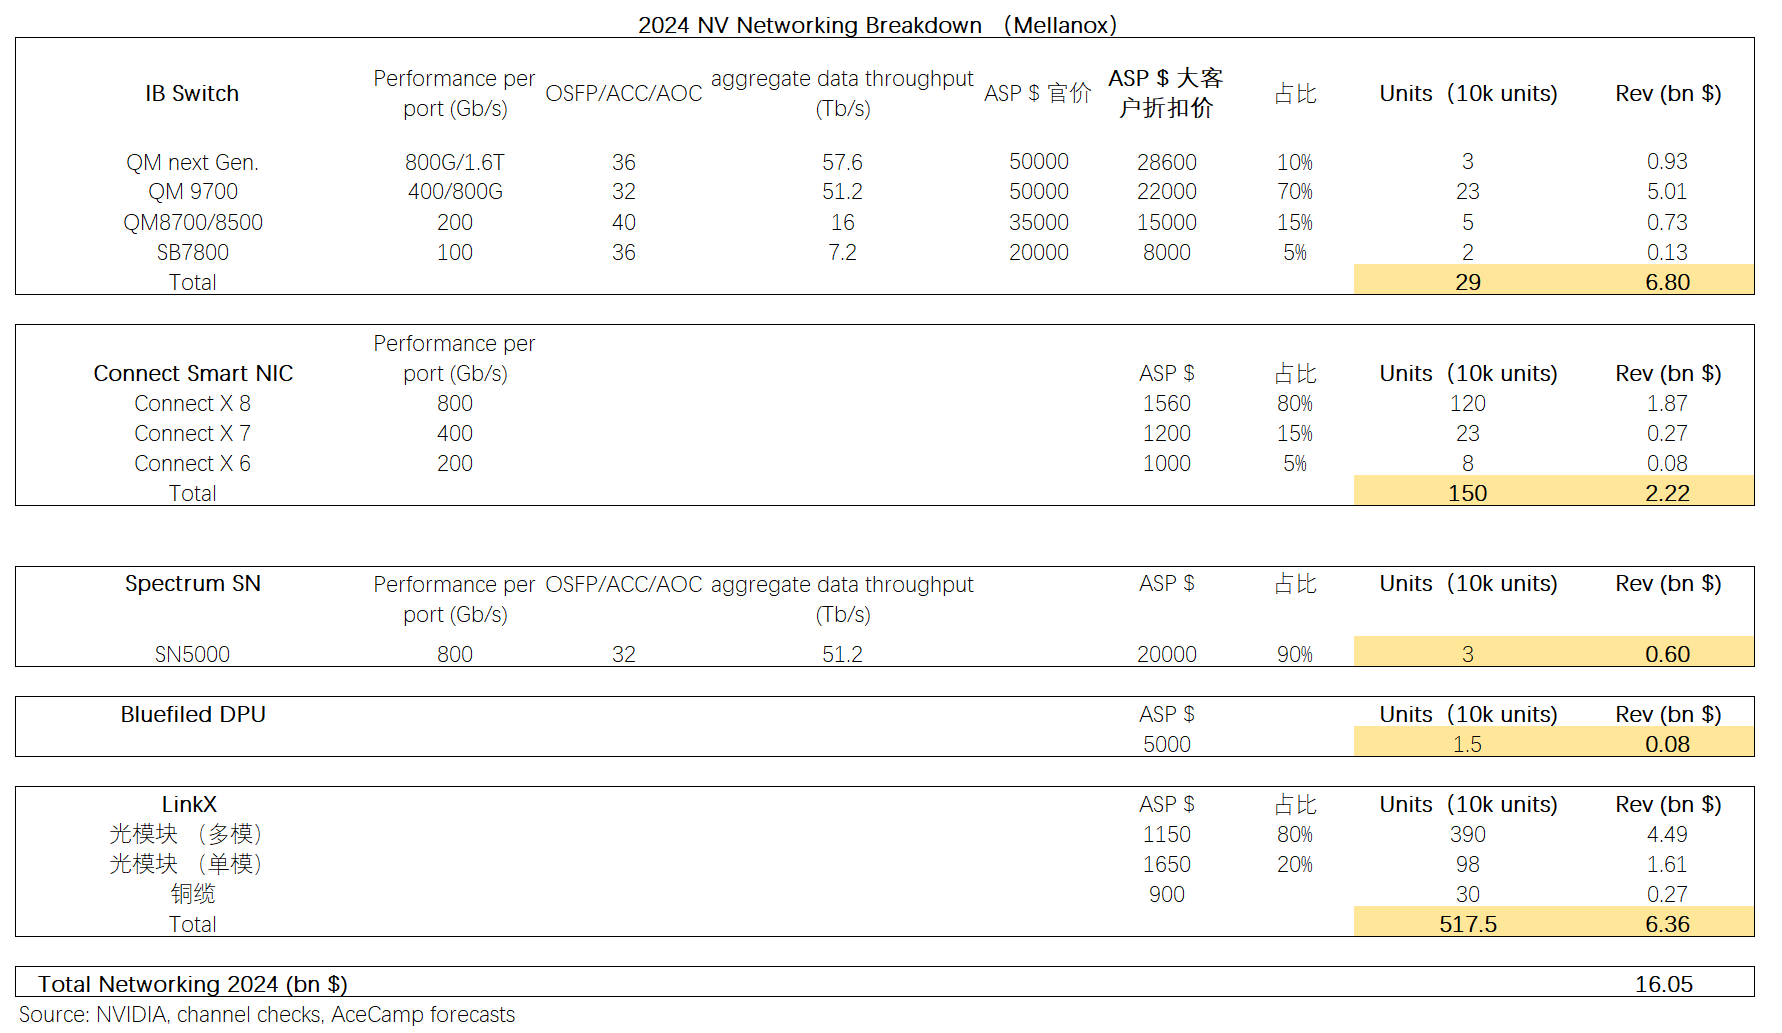 2024 NV Networking Breakdown （Mellanox）
IB Switch	Performance per port (Gb/s)	OSFP/ACC/AOC	aggregate data throughput (Tb/s)	ASP $ 官价	ASP $ 大客户折扣价	占比	Units（10k units)	Rev (bn $)
QM next Gen.	800G/1.6T	36	57.6	50000	28600	10%	3	0.93
QM 9700	400/800G	32	51.2	50000	22000	70%	23	5.01
QM8700/8500	200	40	16	35000	15000	15%	5	0.73
SB7800	100	36	7.2	20000	8000	5%	2	0.13
Total	29	6.80
Connect Smart NIC	Performance per port (Gb/s)	ASP $	占比	Units（10k units)	Rev (bn $)
Connect X 8	800	1560	80%	120	1.87
Connect X 7	400	1200	15%	23	0.27
Connect X 6	200	1000	5%	8	0.08
Total	150	2.22
Spectrum SN	Performance per port (Gb/s)	OSFP/ACC/AOC	aggregate data throughput (Tb/s)	ASP $	占比	Units（10k units)	Rev (bn $)
SN5000	800	32	51.2	20000	90%	3	0.60
Bluefiled DPU	ASP $	Units（10k units)	Rev (bn $)
5000	1.5	0.08
LinkX	ASP $	占比	Units（10k units)	Rev (bn $)
光模块 （多模）	1150	80%	390	4.49
光模块 （单模）	1650	20%	98	1.61
铜缆	900	30	0.27
Total	517.5	6.36
Total Networking 2024 (bn $)	16.05
Source: NVIDIA, channel checks, AceCamp forecasts